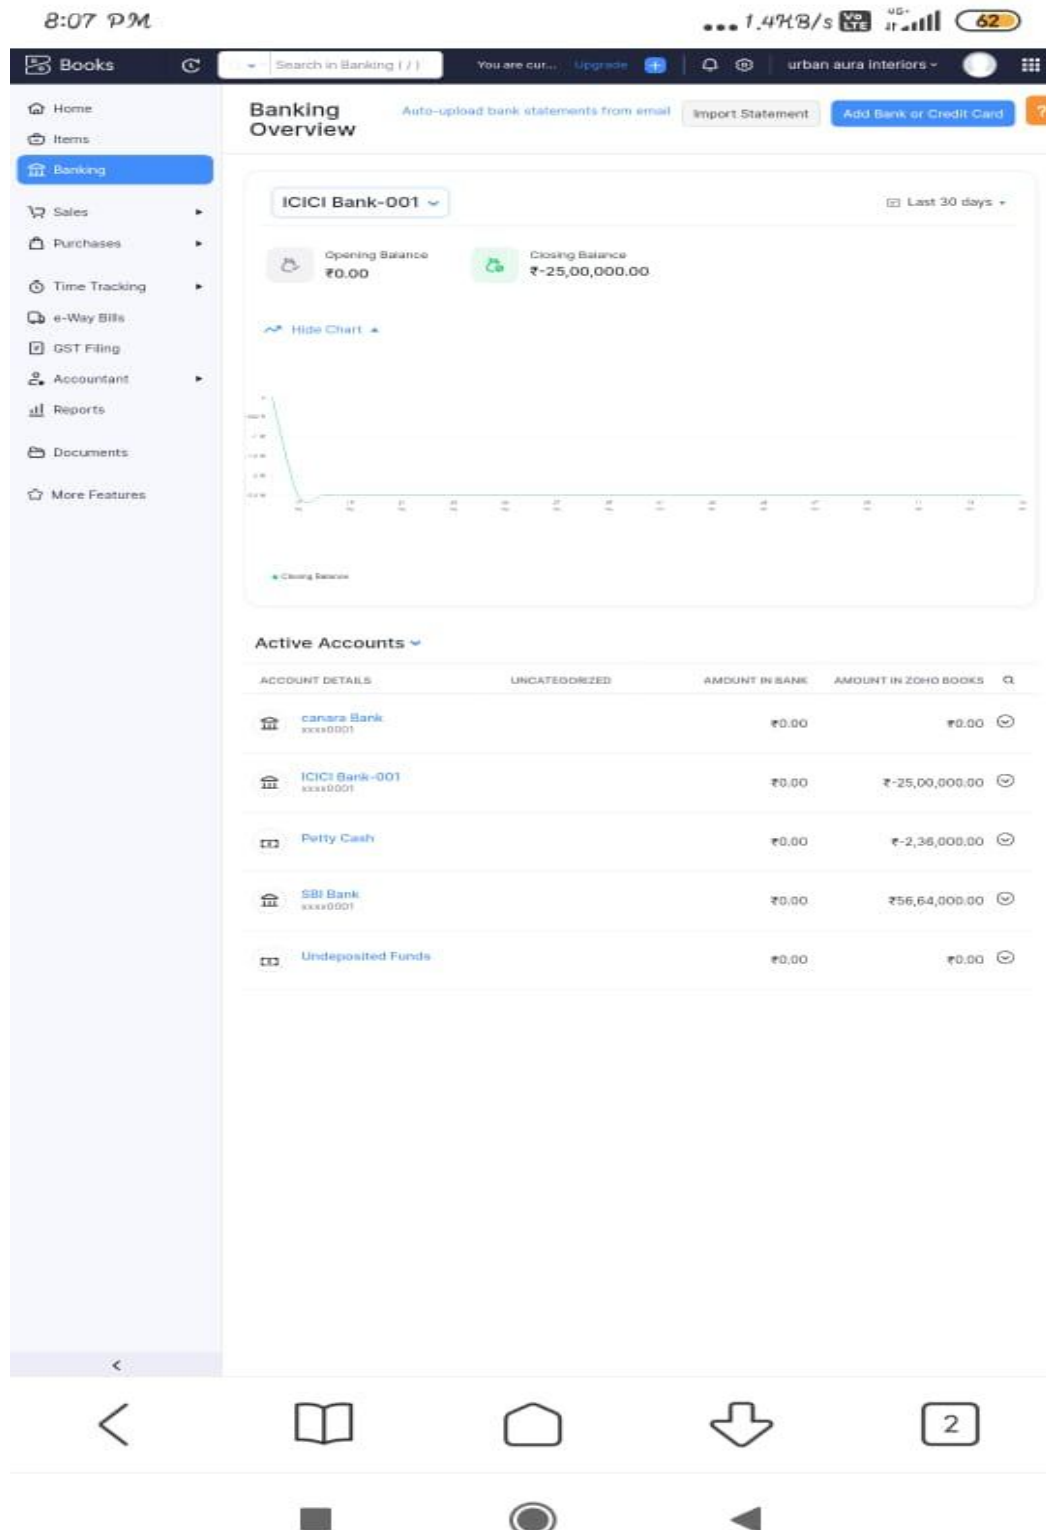 8:07 PM
1.4KB/s Vo LTE 4G+ 62
Books
Search in Banking ( / )
You are cur... Upgrade
urban aura interiors
Home
Items
Banking
Sales
Purchases
Time Tracking
e-Way Bills
GST Filing
Accountant
Reports
Documents
More Features
Banking
Overview
Auto-upload bank statements from email
Import Statement
Add Bank or Credit Card
?
ICICI Bank-001
Last 30 days
Opening Balance
₹0.00
Closing Balance
₹-25,00,000.00
Hide Chart
Closing Balance
Active Accounts
ACCOUNT DETAILS UNCATEGORIZED AMOUNT IN BANK AMOUNT IN ZOHO BOOKS
canara Bank ₹0.00 ₹0.00
xxxx0001
ICICI Bank-001 ₹0.00 ₹-25,00,000.00
xxxx0001
Petty Cash ₹0.00 ₹-2,36,000.00
SBI Bank ₹0.00 ₹56,64,000.00
xxxx0001
Undeposited Funds ₹0.00 ₹0.00
2